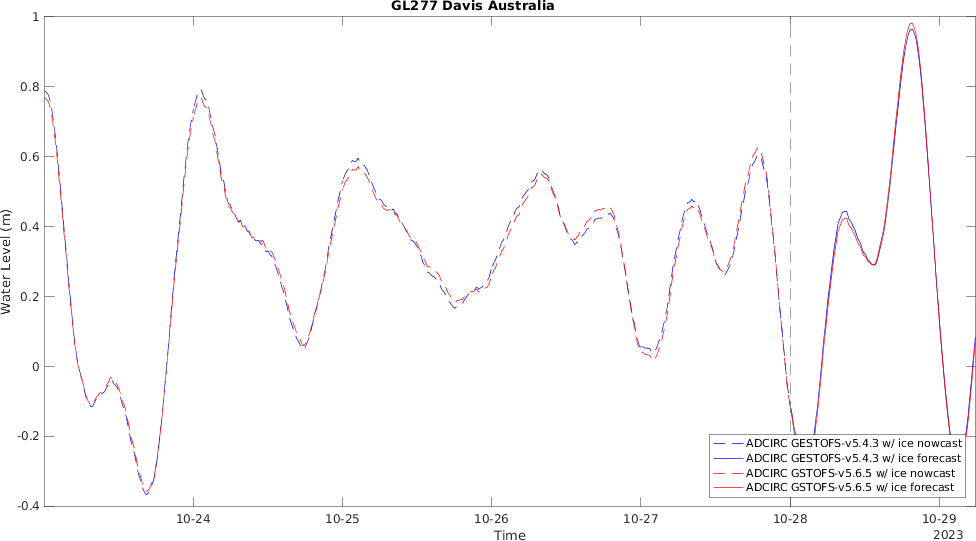 GL277 Davis Australia
1
0.8
0.6
0.4
0.2
0
-0.2
-0.4
Water Level (m)
10-24
10-25
10-26
10-27
10-28
10-29
Time
2023
ADCIRC GESTOFS-v5.4.3 w/ ice nowcast
ADCIRC GESTOFS-v5.4.3 w/ ice forecast
ADCIRC GSTOFS-v5.6.5 w/ ice nowcast
ADCIRC GSTOFS-v5.6.5 w/ ice forecast